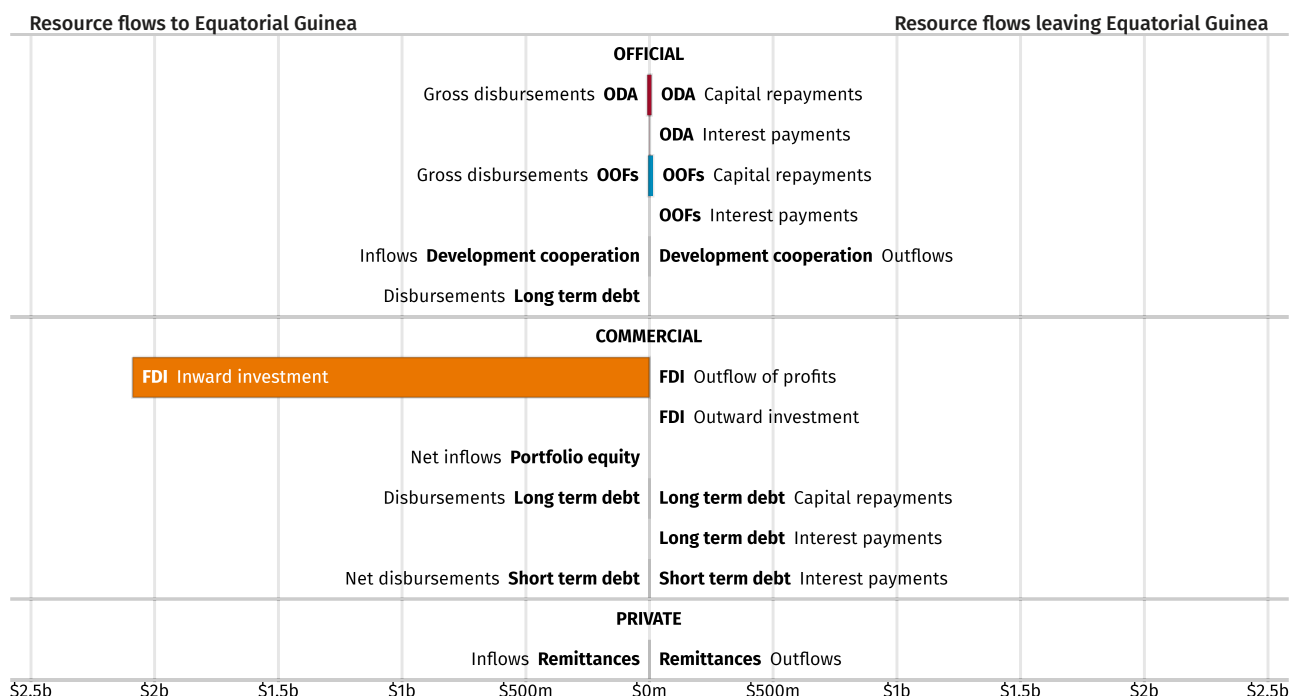 Resource flows to Equatorial Guinea Resource flows leaving Equatorial Guinea
OFFICIAL
Gross disbursements ODA ODA Capital repayments
ODA Interest payments
Gross disbursements OOFs OOFs Capital repayments
OOFs Interest payments
Inflows Development cooperation Development cooperation Outflows
Disbursements Long term debt
COMMERCIAL
FDI Inward investment FDI Outflow of profits
FDI Outward investment
Net inflows Portfolio equity
Disbursements Long term debt Long term debt Capital repayments
Long term debt Interest payments
Net disbursements Short term debt Short term debt Interest payments
PRIVATE
Inflows Remittances Remittances Outflows
$2.5b $2b $1.5b $1b $500m $0m $500m $1b $1.5b $2b $2.5b